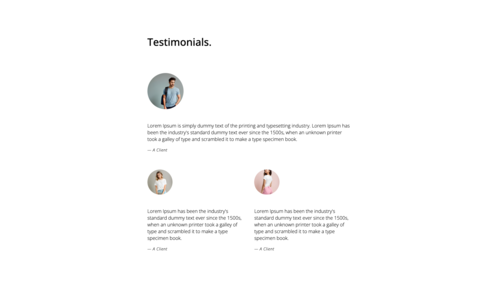 Testimonials.
Lorem Ipsum is simply dummy text of the printing and typesetting industry. Lorem Ipsum has
been the industry's standard dummy text ever since the 1500s, when an unknown printer
took a galley of type and scrambled it to make a type specimen book.
— A Client
Lorem Ipsum has been the industry's
standard dummy text ever since the 1500s,
when an unknown printer took a galley of
type and scrambled it to make a type
specimen book.
— A Client
Lorem Ipsum has been the industry's
standard dummy text ever since the 1500s,
when an unknown printer took a galley of
type and scrambled it to make a type
specimen book.
— A Client